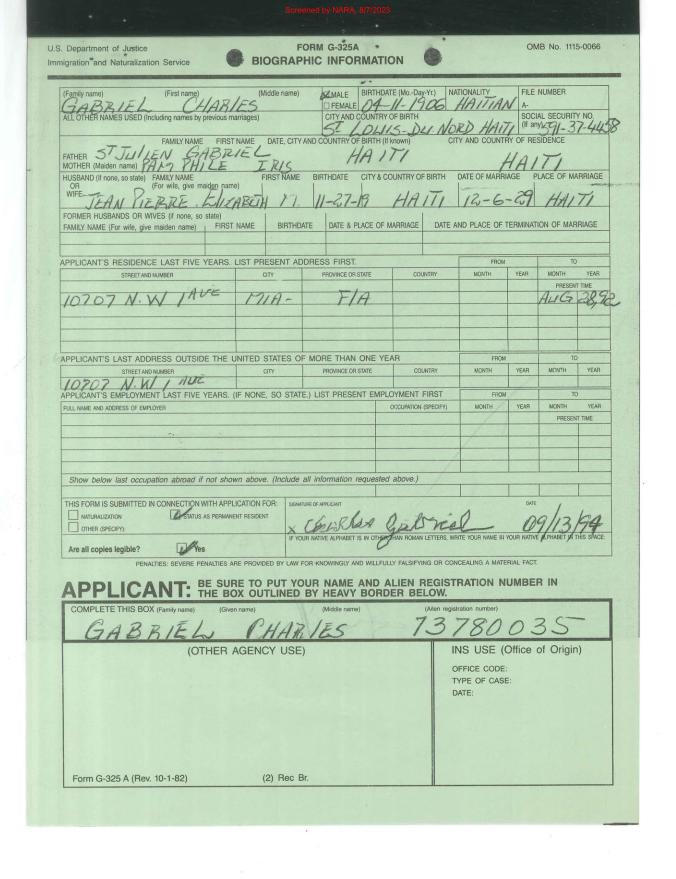 Screened by NARA, 8/7/2023
U.S. Department of Justice
Immigration and Naturalization Service
FORM G-325A
BIOGRAPHIC INFORMATION
OMB No. 1115-0066
(Family name) (First name) (Middle name)
GABRIEL CHARLES
MALE
FEMALE
BIRTHDATE (Mo.-Day-Yr.)
04-11-1906
NATIONALITY
HAITIAN
FILE NUMBER
A-
ALL OTHER NAMES USED (Including names by previous marriages)
CITY AND COUNTRY OF BIRTH
ST LOUIS-DU NORD HAITI
SOCIAL SECURITY NO.
(If any) 591-37-4458
FAMILY NAME FIRST NAME DATE, CITY AND COUNTRY OF BIRTH (If known) CITY AND COUNTRY OF RESIDENCE
FATHER ST JULIEN GABRIEL HAITI
MOTHER (Maiden name) PAMPHILE IRIS HAITI
HUSBAND (If none, so state) FAMILY NAME FIRST NAME BIRTHDATE CITY & COUNTRY OF BIRTH DATE OF MARRIAGE PLACE OF MARRIAGE
OR (For wife, give maiden name)
WIFE JEAN PIERRE. ELIZABETH M. 11-27-19 HAITI 12-6-29 HAITI
FORMER HUSBANDS OR WIVES (if none, so state)
FAMILY NAME (For wife, give maiden name) FIRST NAME BIRTHDATE DATE & PLACE OF MARRIAGE DATE AND PLACE OF TERMINATION OF MARRIAGE
APPLICANT'S RESIDENCE LAST FIVE YEARS. LIST PRESENT ADDRESS FIRST. FROM TO
STREET AND NUMBER CITY PROVINCE OR STATE COUNTRY MONTH YEAR MONTH YEAR
PRESENT TIME
10707 N.W 1 AVE MIA- F/A AUG 28,92
APPLICANT'S LAST ADDRESS OUTSIDE THE UNITED STATES OF MORE THAN ONE YEAR FROM TO
STREET AND NUMBER CITY PROVINCE OR STATE COUNTRY MONTH YEAR MONTH YEAR
10707 N.W 1 AVE
APPLICANT'S EMPLOYMENT LAST FIVE YEARS. (IF NONE, SO STATE.) LIST PRESENT EMPLOYMENT FIRST FROM TO
FULL NAME AND ADDRESS OF EMPLOYER OCCUPATION (SPECIFY) MONTH YEAR MONTH YEAR
PRESENT TIME
Show below last occupation abroad if not shown above. (Include all information requested above.)
THIS FORM IS SUBMITTED IN CONNECTION WITH APPLICATION FOR:
NATURALIZATION STATUS AS PERMANENT RESIDENT
OTHER (SPECIFY):
Are all copies legible? Yes
SIGNATURE OF APPLICANT DATE
x Charles Gabriel 09/13/94
IF YOUR NATIVE ALPHABET IS IN OTHER THAN ROMAN LETTERS, WRITE YOUR NAME IN YOUR NATIVE ALPHABET IN THIS SPACE:
PENALTIES: SEVERE PENALTIES ARE PROVIDED BY LAW FOR KNOWINGLY AND WILLFULLY FALSIFYING OR CONCEALING A MATERIAL FACT.
APPLICANT: BE SURE TO PUT YOUR NAME AND ALIEN REGISTRATION NUMBER IN
THE BOX OUTLINED BY HEAVY BORDER BELOW.
COMPLETE THIS BOX (Family name) (Given name) (Middle name) (Alien registration number)
GABRIEL CHARLES 73780035
(OTHER AGENCY USE)
INS USE (Office of Origin)
OFFICE CODE:
TYPE OF CASE:
DATE:
Form G-325 A (Rev. 10-1-82) (2) Rec Br.